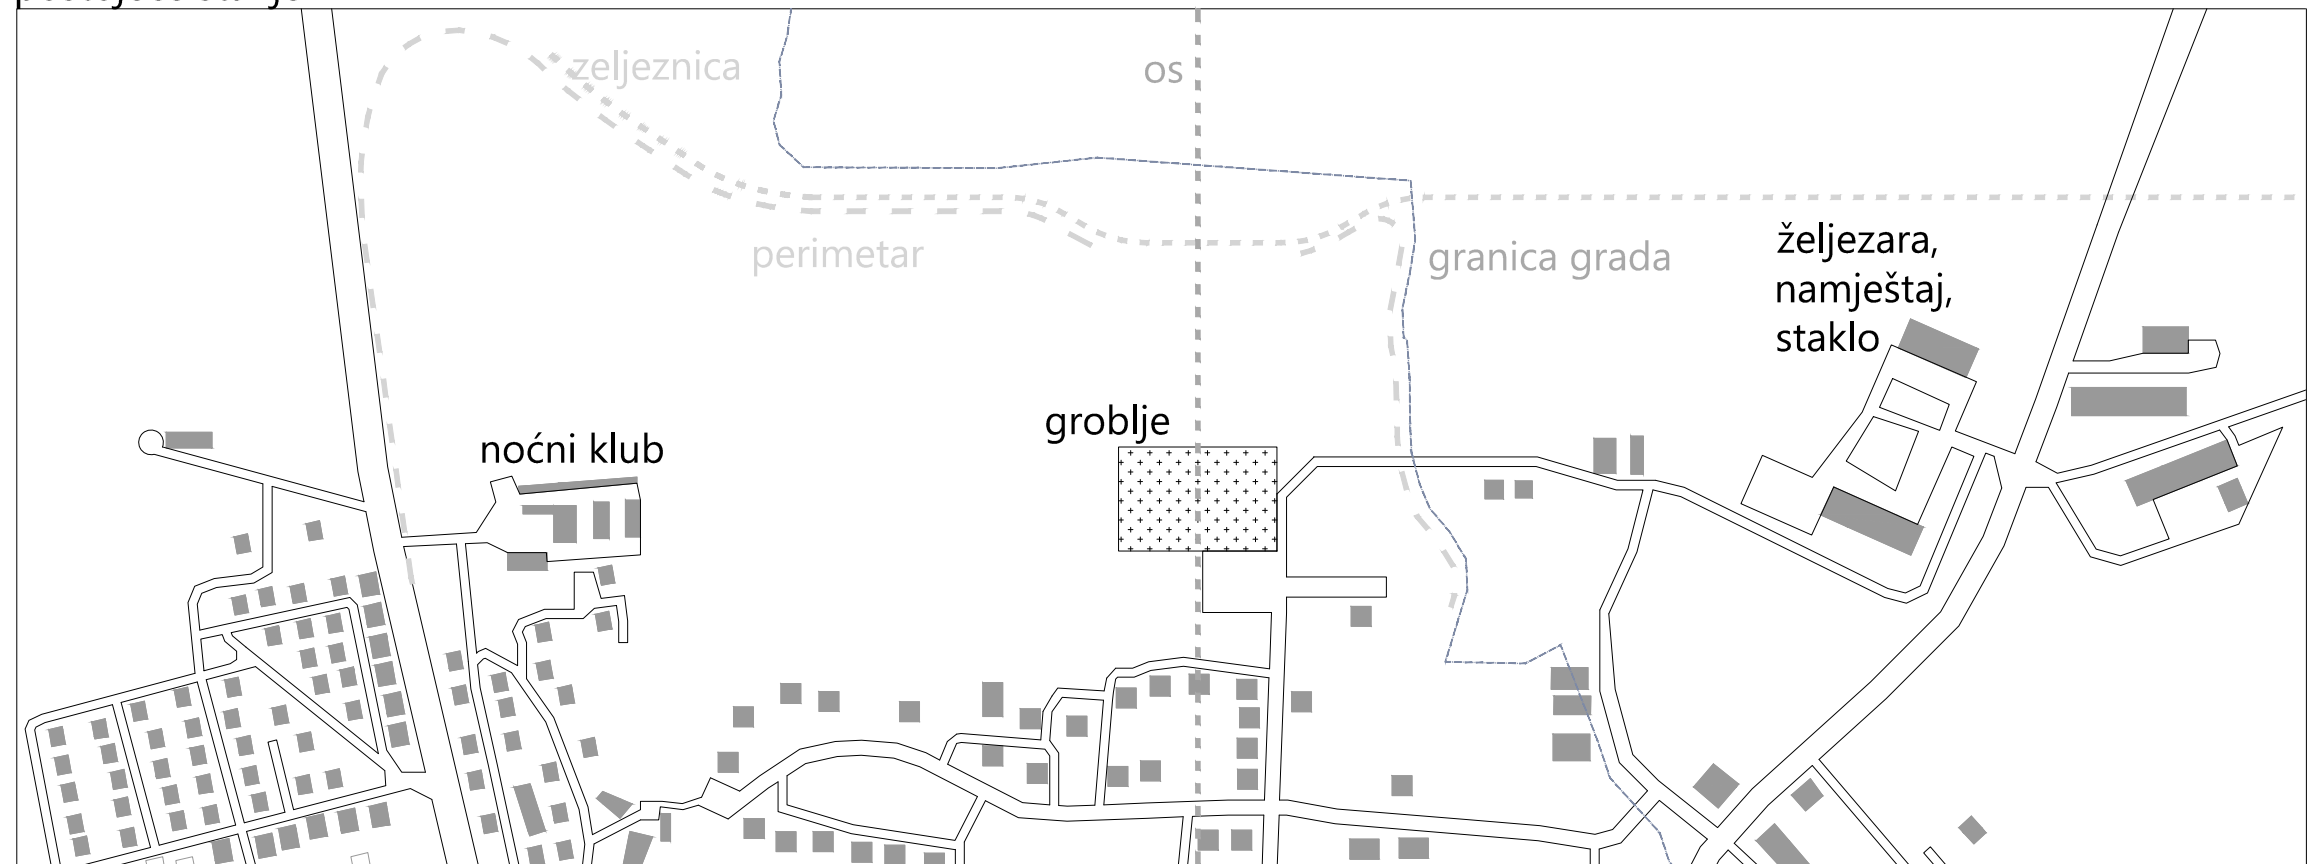 zeljeznica
os
perimetar
granica grada
željezara,
namještaj,
staklo
groblje
noćni klub